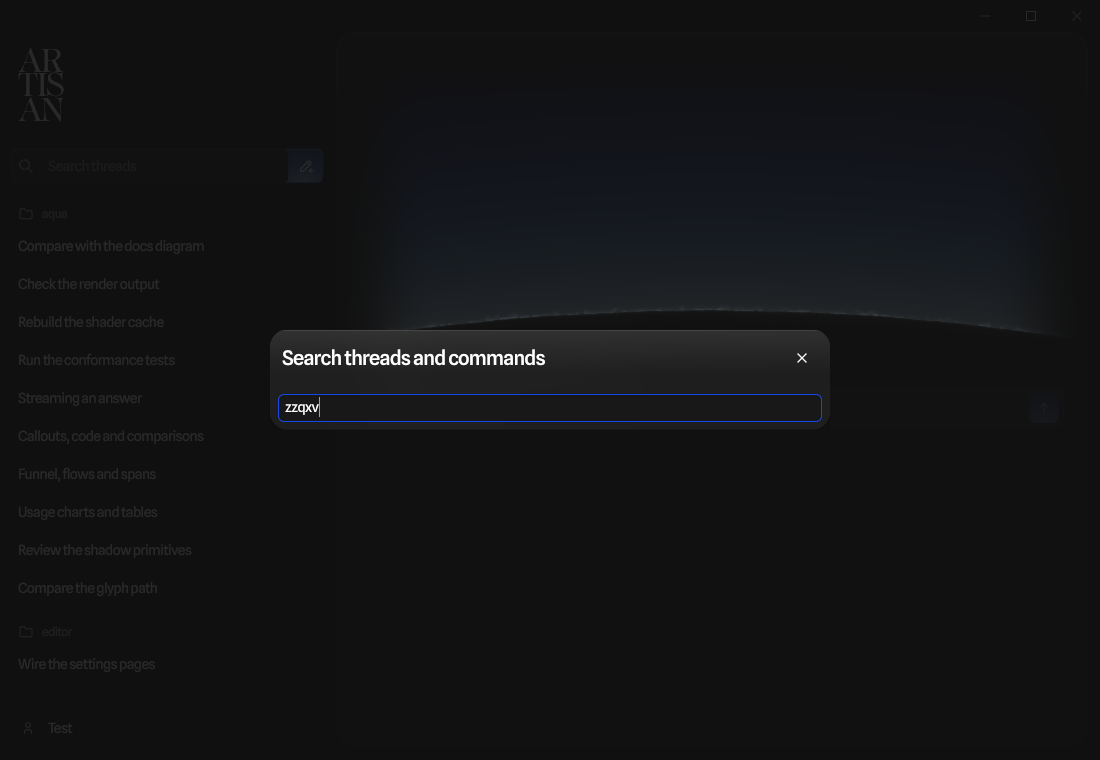 AR
TIS
AN
Search threads
aqua
Compare with the docs diagram
Check the render output
Rebuild the shader cache
Run the conformance tests
Streaming an answer
Callouts, code and comparisons
Funnel, flows and spans
Usage charts and tables
Review the shadow primitives
Compare the glyph path
editor
Wire the settings pages
Test
Search threads and commands
zzqxv